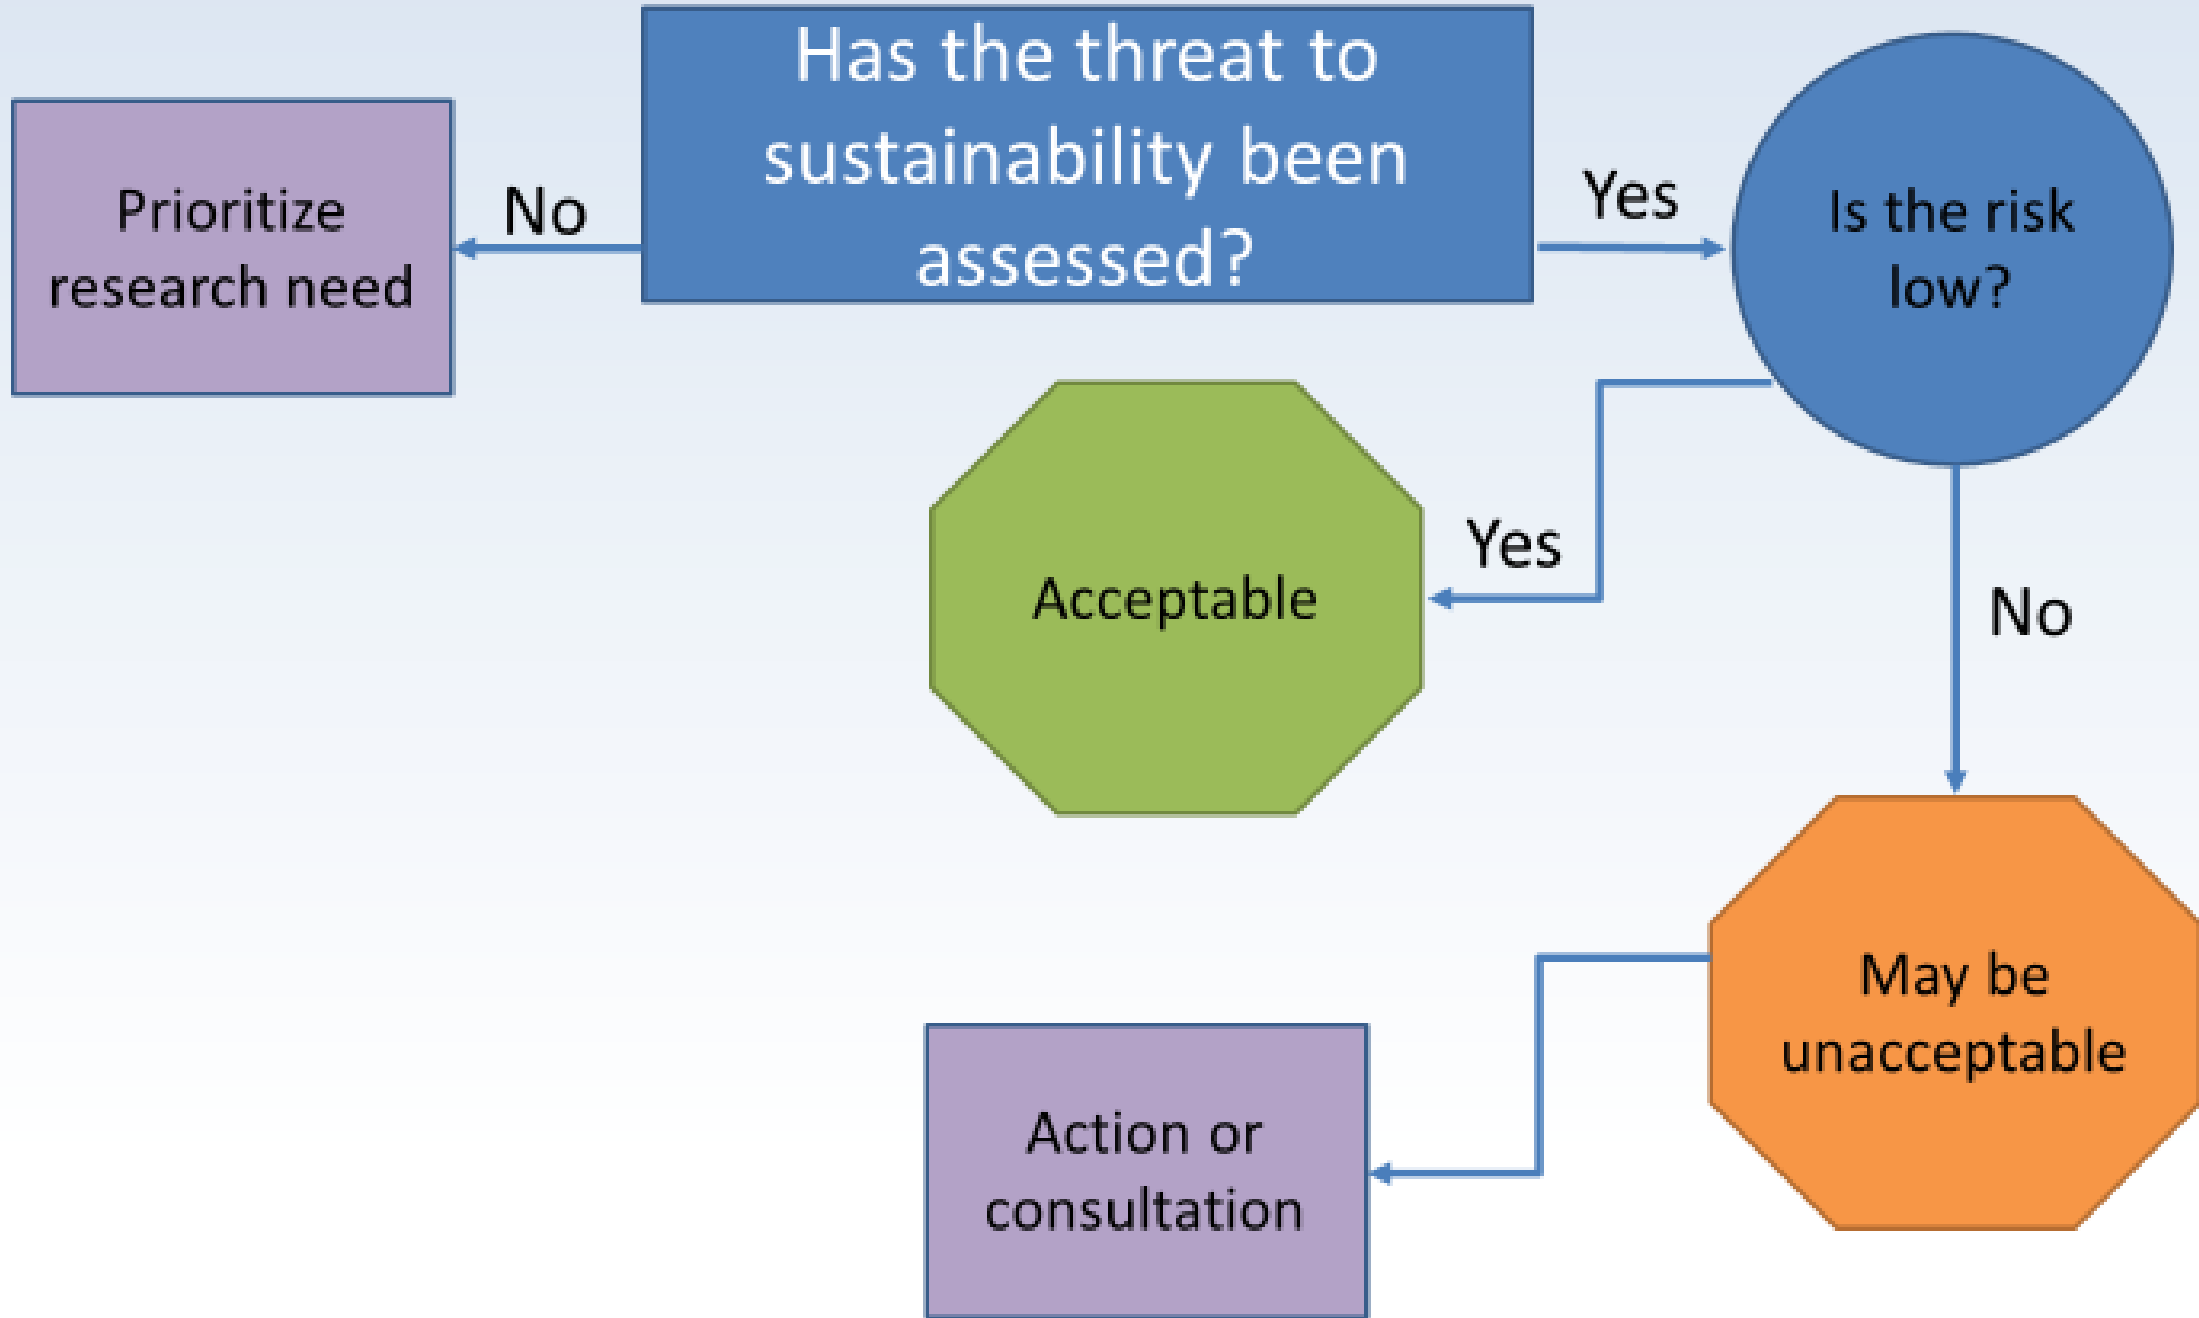 Has the threat to
sustainability been
assessed?
No
Prioritize
research need
Yes
Is the risk
low?
Yes
Acceptable
No
May be
unacceptable
Action or
consultation